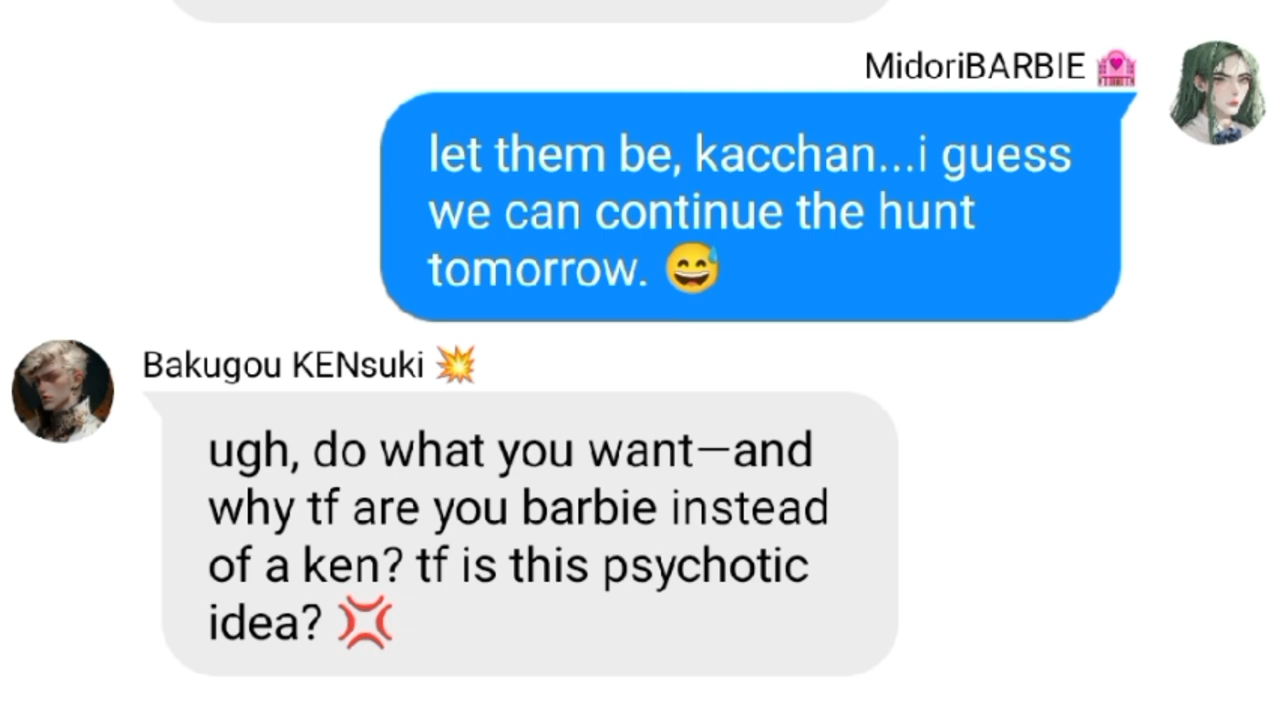 MidoriBARBIE 🏩
let them be, kacchan...i guess
we can continue the hunt
tomorrow. 😅
Bakugou KENsuki 💥
ugh, do what you want—and
why tf are you barbie instead
of a ken? tf is this psychotic
idea? 💢